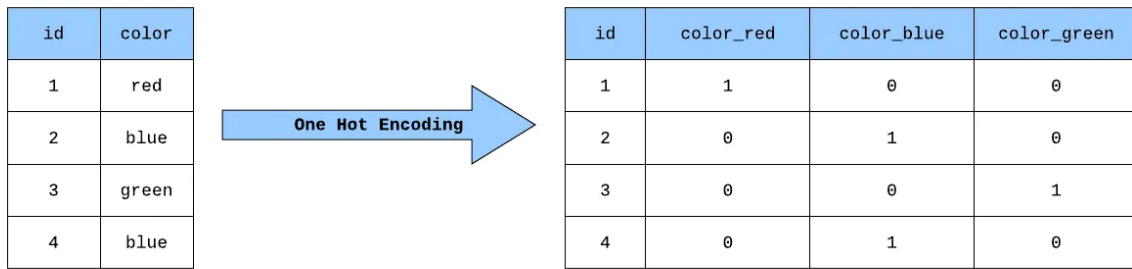 id color
1 red
2 blue
3 green
4 blue
One Hot Encoding
id color_red color_blue color_green
1 1 0 0
2 0 1 0
3 0 0 1
4 0 1 0